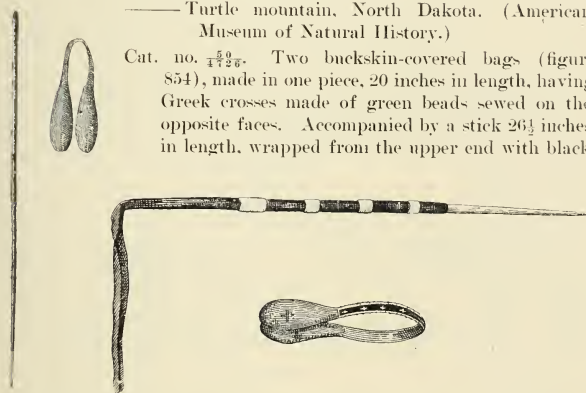 ——— Turtle mountain, North Dakota. (American
Museum of Natural History.)
Cat. no. 50/4726. Two buckskin-covered bags (figure
854), made in one piece, 20 inches in length, having
Greek crosses made of green beads sewed on the
opposite faces. Accompanied by a stick 26½ inches
in length, wrapped from the upper end with black